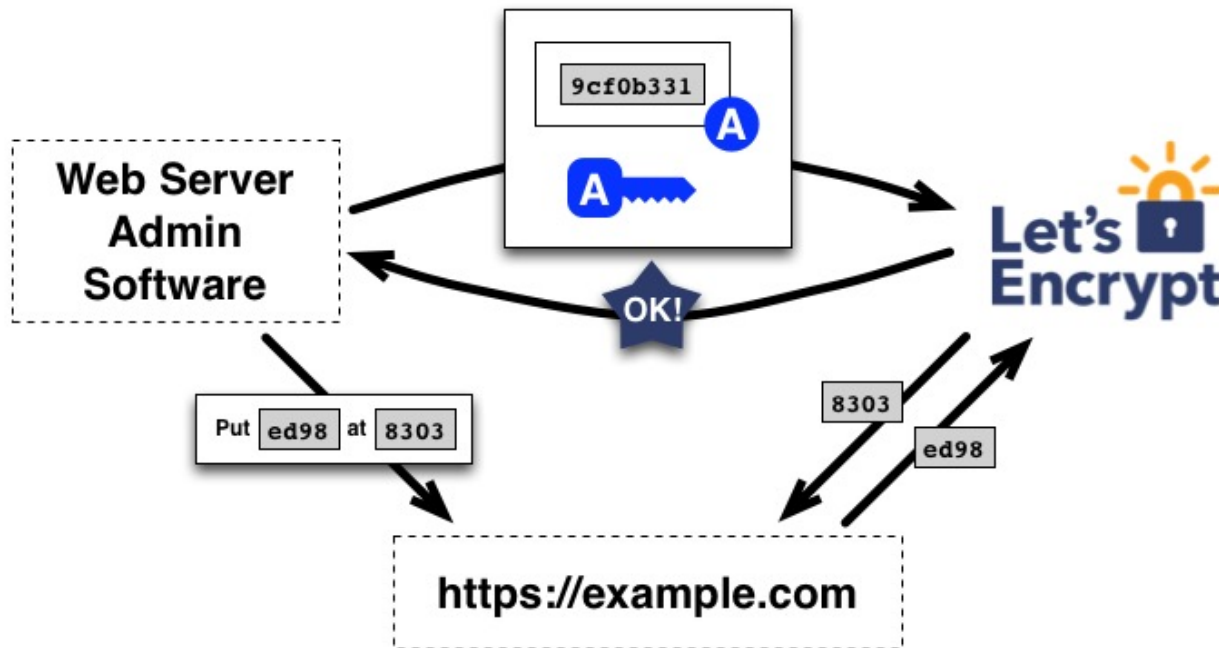 9cf0b331
A
A
Web Server
Admin
Software
Let's
Encrypt
OK!
Put ed98 at 8303
8303
ed98
https://example.com